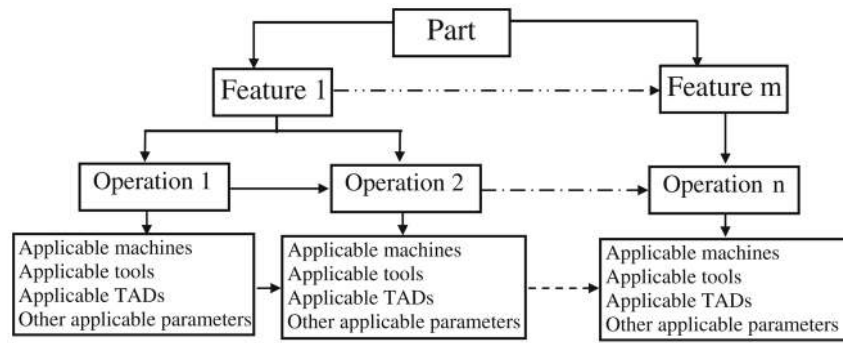 Part
Feature 1
Feature m
Operation 1
Operation 2
Operation n
Applicable machines
Applicable tools
Applicable TADs
Other applicable parameters
Applicable machines
Applicable tools
Applicable TADs
Other applicable parameters
Applicable machines
Applicable tools
Applicable TADs
Other applicable parameters